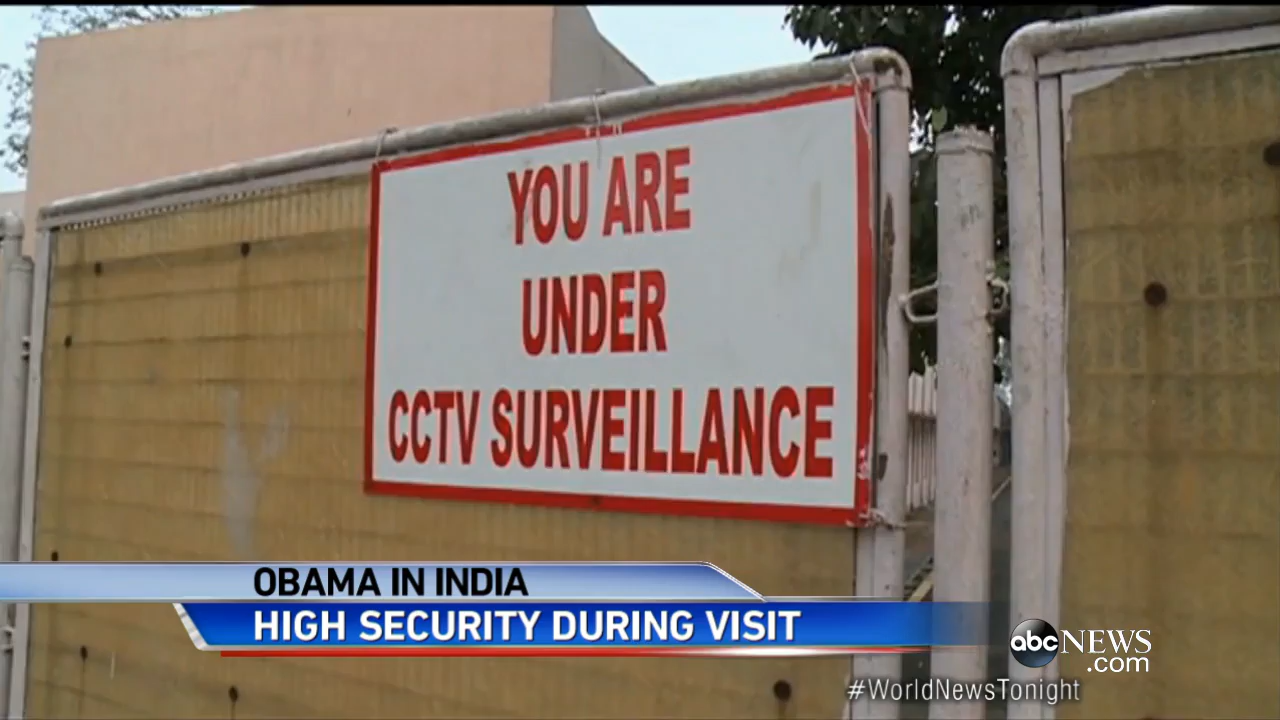 YOU ARE
UNDER
CCTV SURVEILLANCE
OBAMA IN INDIA
HIGH SECURITY DURING VISIT
abc NEWS
.com
#WorldNewsTonight